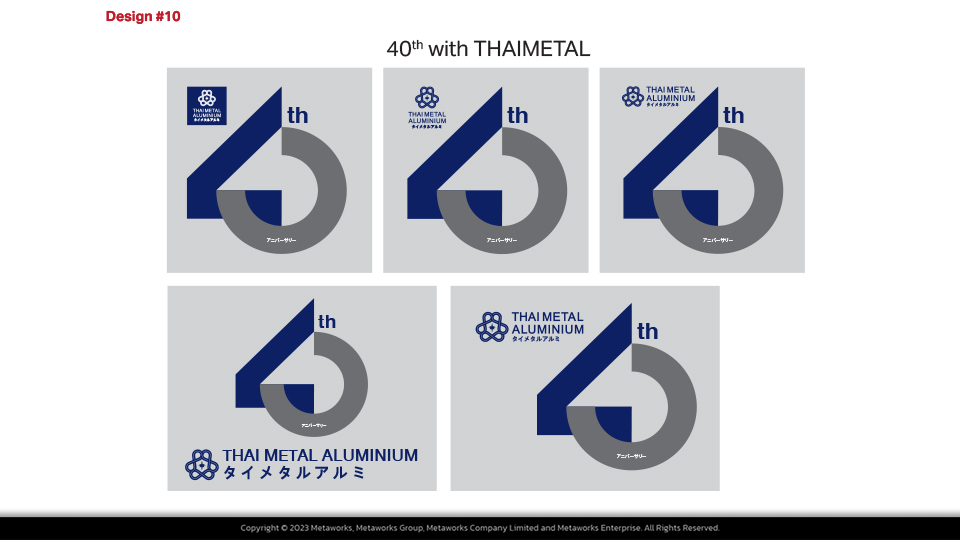 Design #10
40th with THAIMETAL
THAI METAL
ALUMINIUM
タイメタルアルミ
th
アニバーサリー
THAI METAL
ALUMINIUM
タイメタルアルミ
th
アニバーサリー
THAI METAL
ALUMINIUM
タイメタルアルミ
th
アニバーサリー
th
アニバーサリー
THAI METAL ALUMINIUM
タイメタルアルミ
THAI METAL
ALUMINIUM
タイメタルアルミ
th
アニバーサリー
Copyright © 2023 Metaworks, Metaworks Group, Metaworks Company Limited and Metaworks Enterprise. All Rights Reserved.